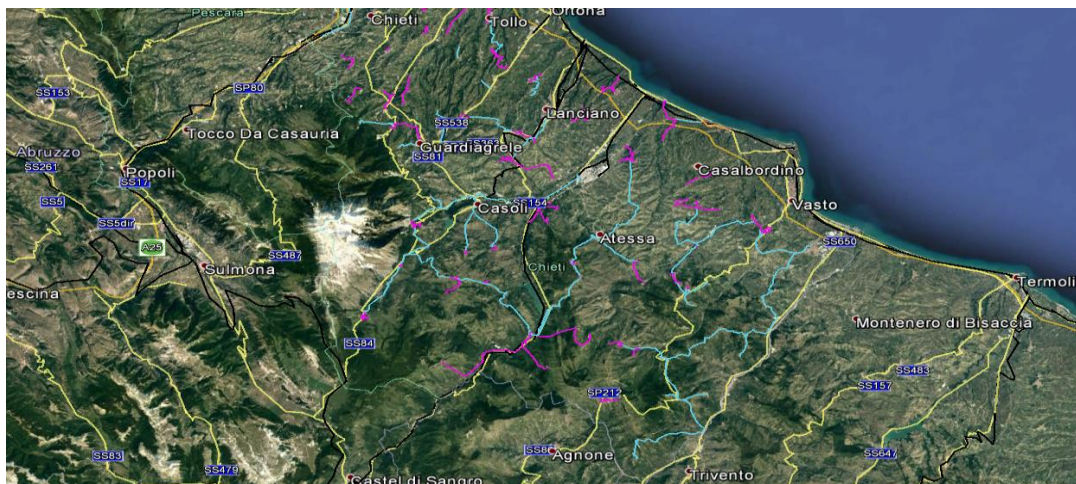 Ortona
Pescara
Chieti
Tollo
SP80
SS153
Lanciano
SS538
Tocco Da Casauria
Guardiagrele
Abruzzo
SS81
SS261
Popoli
SS17
Casalbordino
SS5
SS154
Casoli
Vasto
SS5dir
Atessa
SS650
A25
SS487
Sulmona
Chieti
Termoli
escina
Montenero di Bisaccia
SS84
SS483
SS157
SP212
SS83
SS479
SS8
Agnone
SS647
Trivento
Castel di Sangro